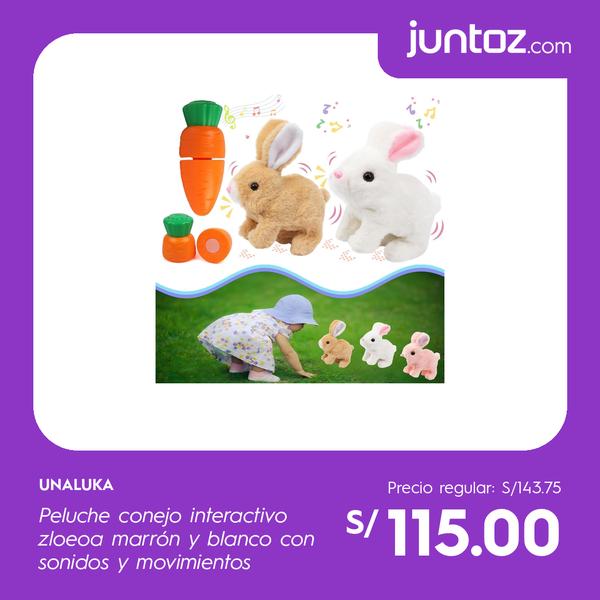 juntoz.com
UNALUKA
Peluche conejo interactivo
zloeoa marrón y blanco con
sonidos y movimientos
Precio regular: S/143.75
S/115.00